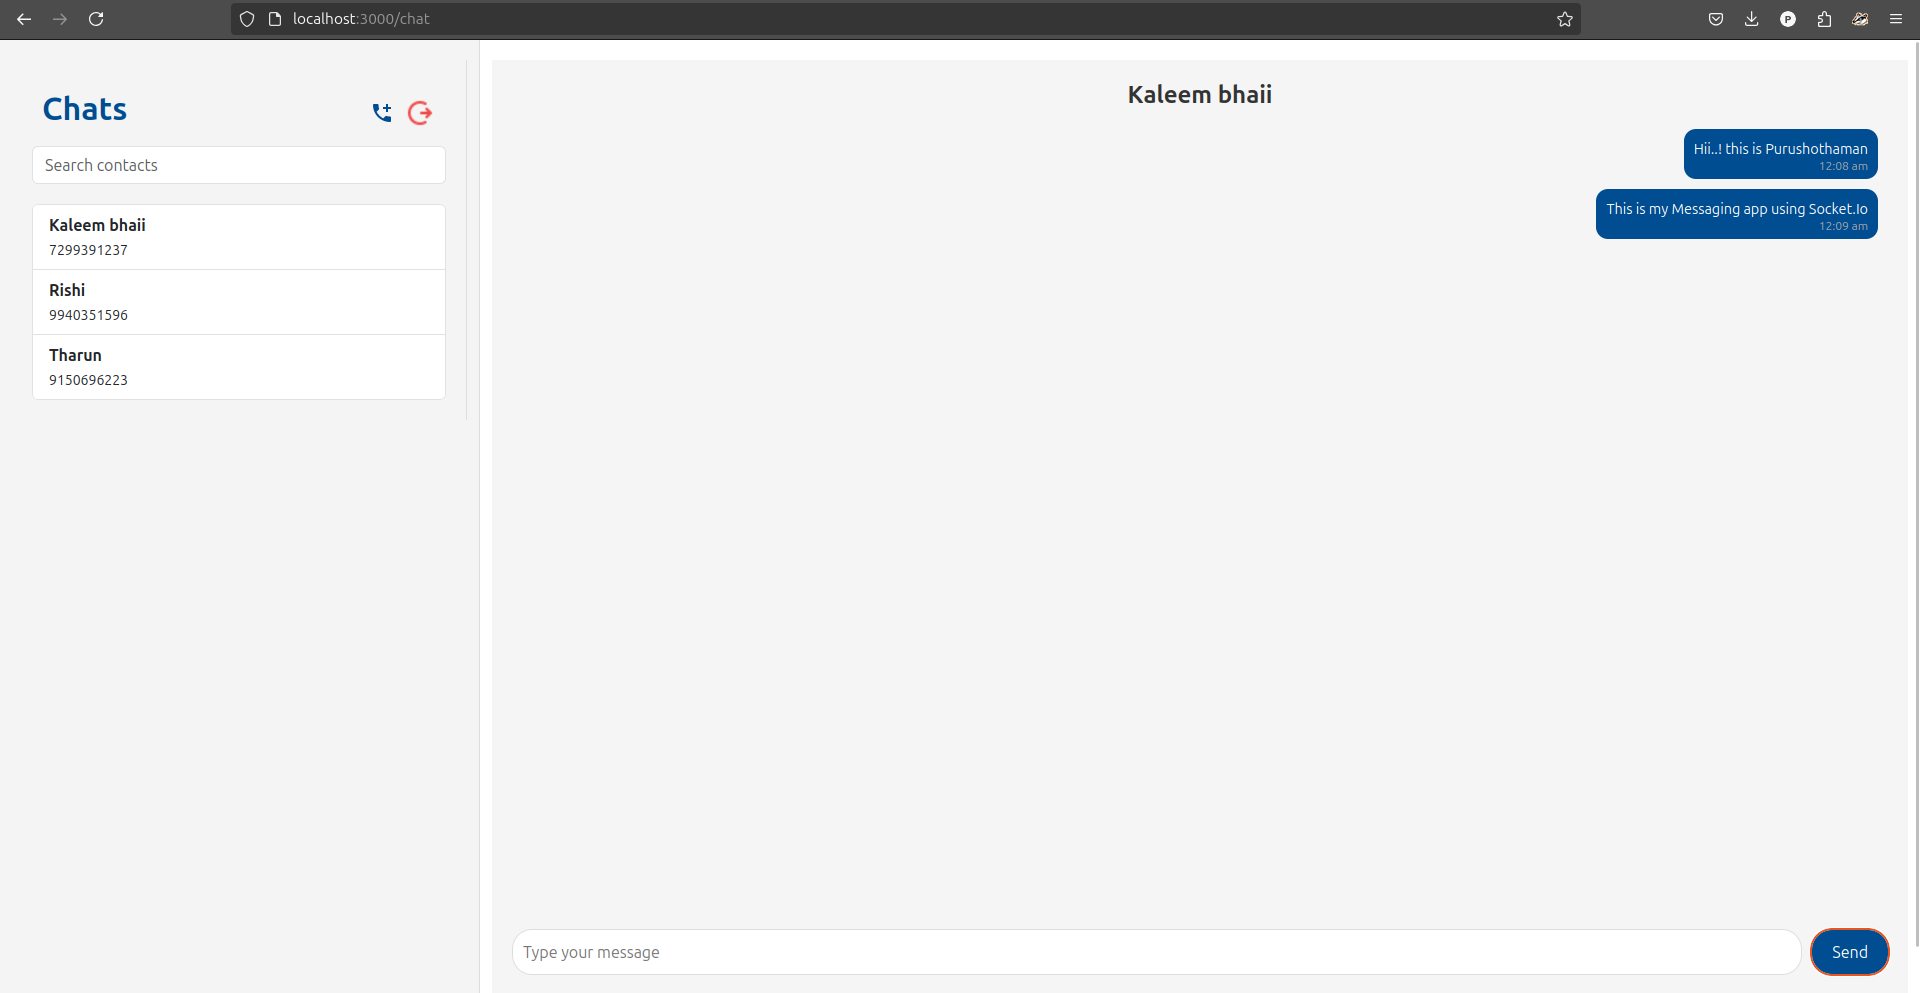 localhost:3000/chat
P
Chats
Search contacts
Kaleem bhaii
7299391237
Rishi
9940351596
Tharun
9150696223
Kaleem bhaii
Hii..! this is Purushothaman
12:08 am
This is my Messaging app using Socket.Io
12:09 am
Type your message
Send